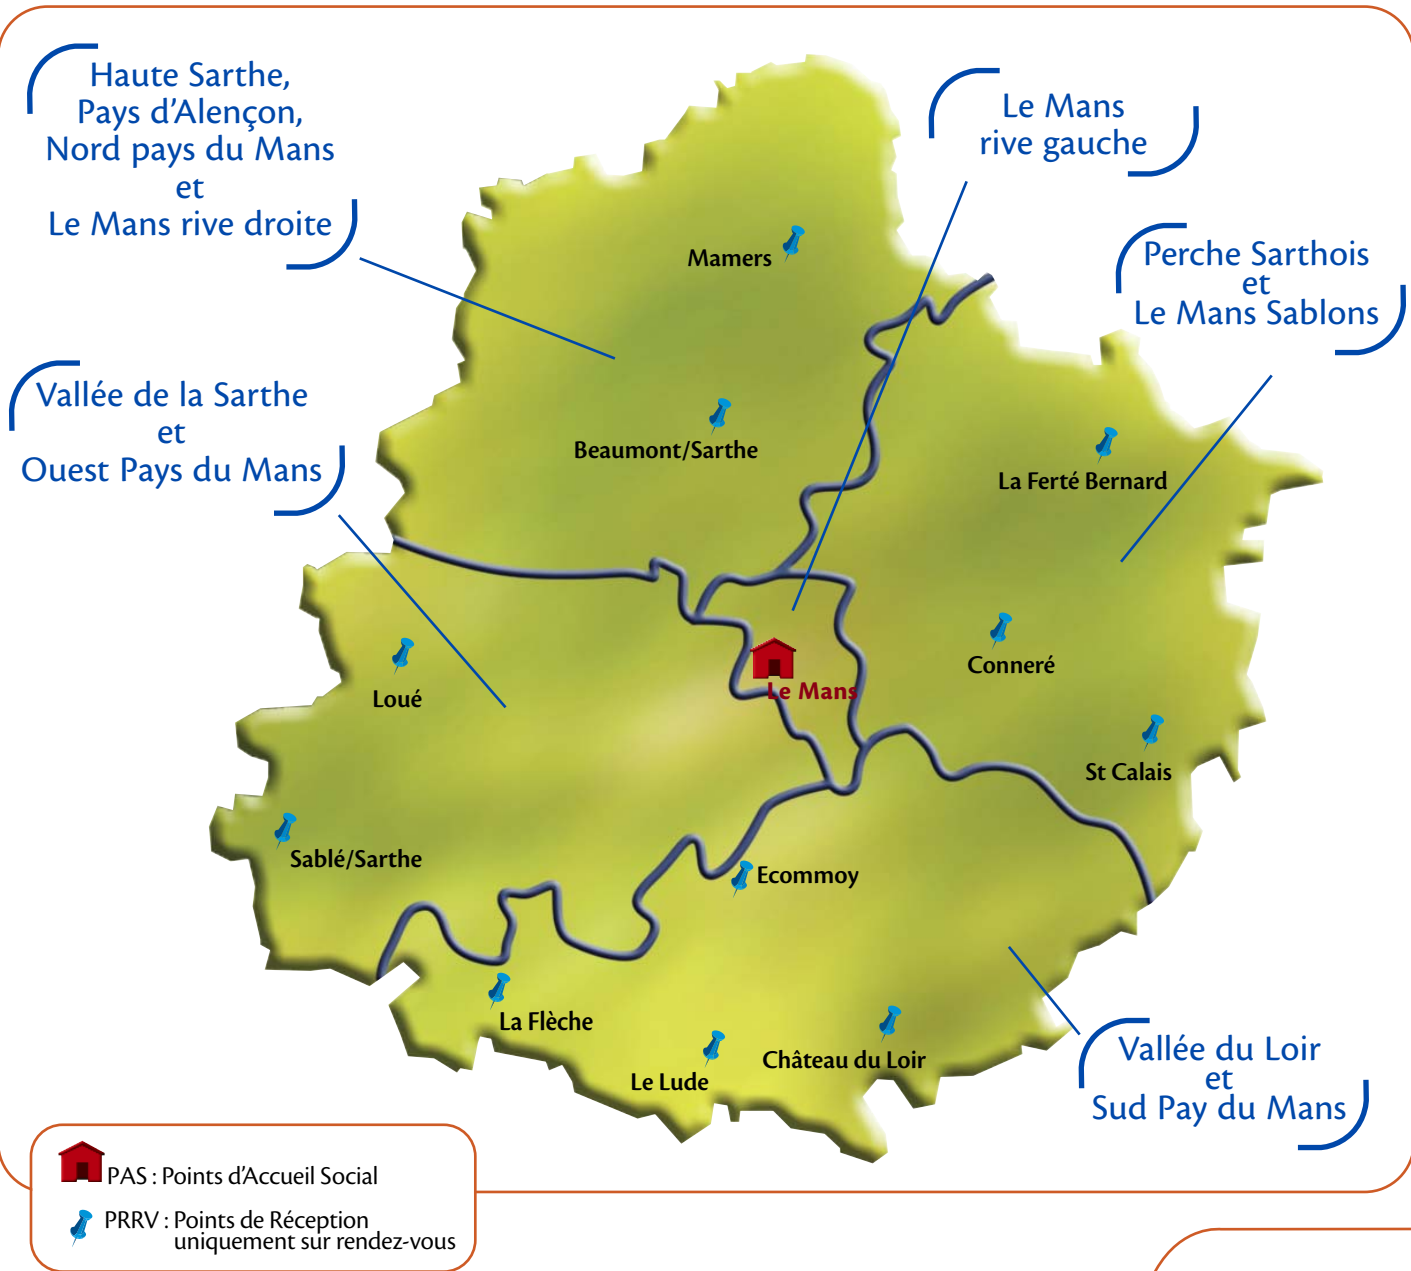 Haute Sarthe,
Pays d'Alençon,
Nord pays du Mans
et
Le Mans rive droite
Le Mans
rive gauche
Perche Sarthois
et
Le Mans Sablons
Vallée de la Sarthe
et
Ouest Pays du Mans
Mamers
Beaumont/Sarthe
La Ferté Bernard
Loué
Le Mans
Conneré
St Calais
Sablé/Sarthe
Ecommoy
La Flèche
Le Lude
Château du Loir
Vallée du Loir
et
Sud Pay du Mans
PAS : Points d'Accueil Social
PRRV : Points de Réception
uniquement sur rendez-vous